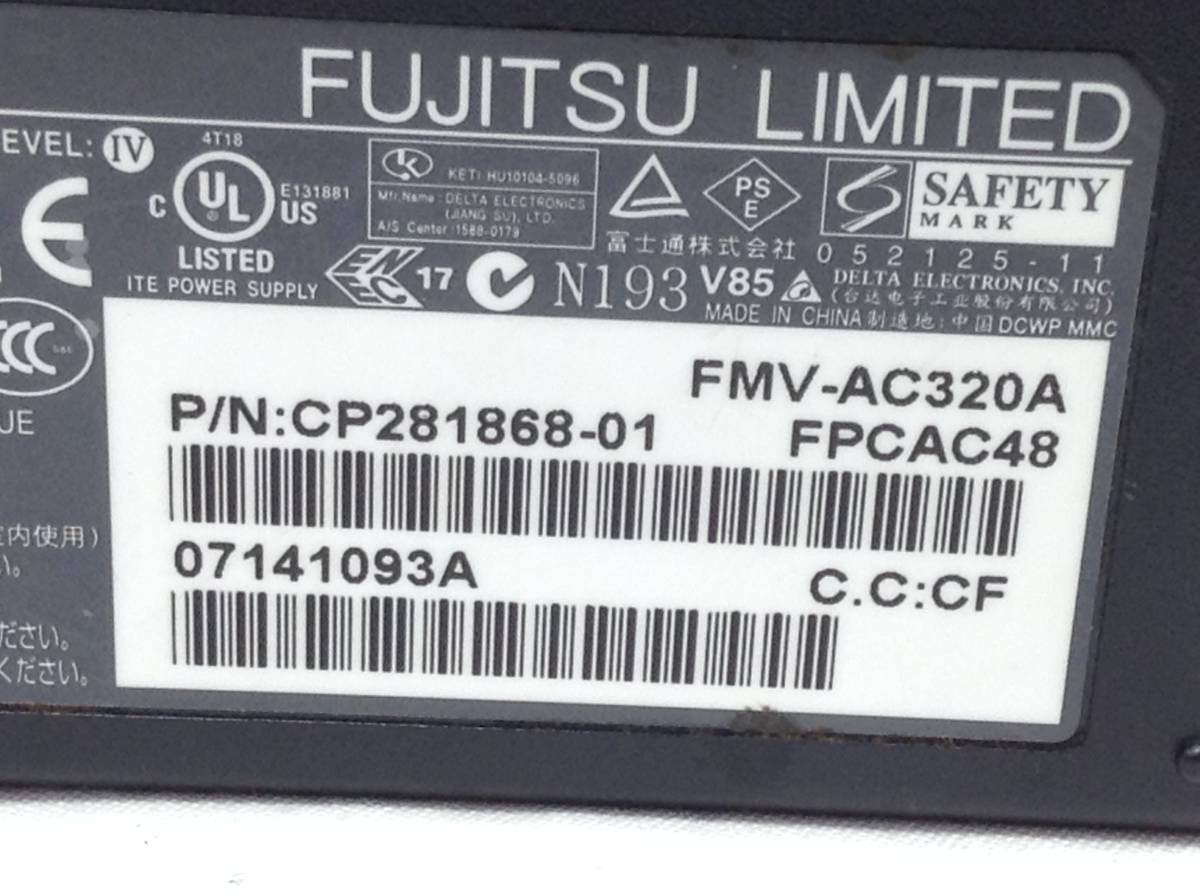 FUJITSU LIMITED
EVEL: IV
4T18
C UL US
E131881
LISTED
ITE POWER SUPPLY
KETI HU10104-5096
Mfr.Name: DELTA ELECTRONICS
(JIANG SU), LTD.
A/S Center :1588-0179
富士通株式会社
PS
E
SAFETY
MARK
052125-11
CE
17
N193
V85
DELTA ELECTRONICS, INC.
(台达电子工业股份有限公司)
MADE IN CHINA 制造地:中国 DCWP MMC
CCC
UE
内使用)
い。
ださい。
ください。
FMV-AC320A
P/N:CP281868-01
FPCAC48
07141093A
C.C:CF